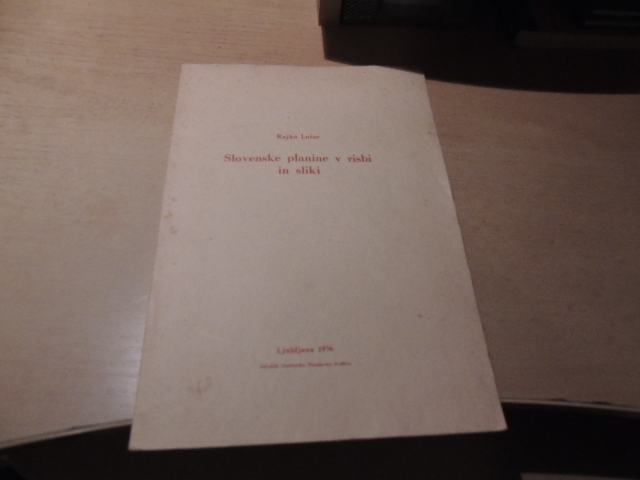 Rajko Ložar
Slovenske planine v risbi
in sliki
Ljubljana 1976